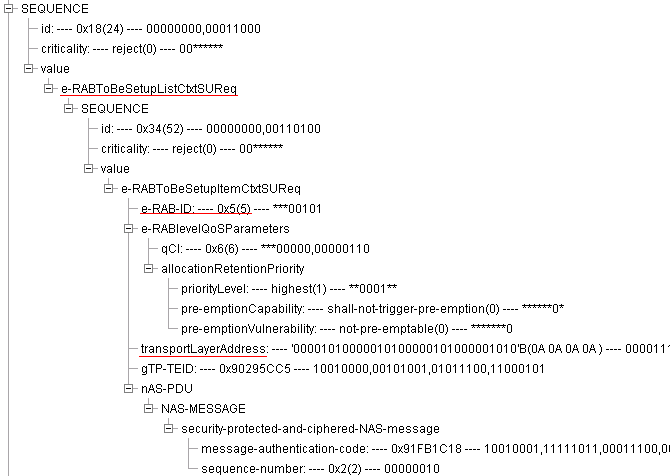 SEQUENCE
id: ---- 0x18(24) ---- 00000000,00011000
criticality: ---- reject(0) ---- 00******
value
e-RABToBeSetupListCtxtSUReq
SEQUENCE
id: ---- 0x34(52) ---- 00000000,00110100
criticality: ---- reject(0) ---- 00******
value
e-RABToBeSetupItemCtxtSUReq
e-RAB-ID: ---- 0x5(5) ---- ***00101
e-RABlevelQoSParameters
qCI: ---- 0x6(6) ---- ***00000,00000110
allocationRetentionPriority
priorityLevel: ---- highest(1) ---- **0001**
pre-emptionCapability: ---- shall-not-trigger-pre-emption(0) ---- ******0*
pre-emptionVulnerability: ---- not-pre-emptable(0) ---- *******0
transportLayerAddress: ---- '00001010000010100000101000001010'B(0A 0A 0A 0A ) ---- 0000111
gTP-TEID: ---- 0x90295CC5 ---- 10010000,00101001,01011100,11000101
nAS-PDU
NAS-MESSAGE
security-protected-and-ciphered-NAS-message
message-authentication-code: ---- 0x91FB1C18 ---- 10010001,11111011,00011100,00
sequence-number: ---- 0x2(2) ---- 00000010